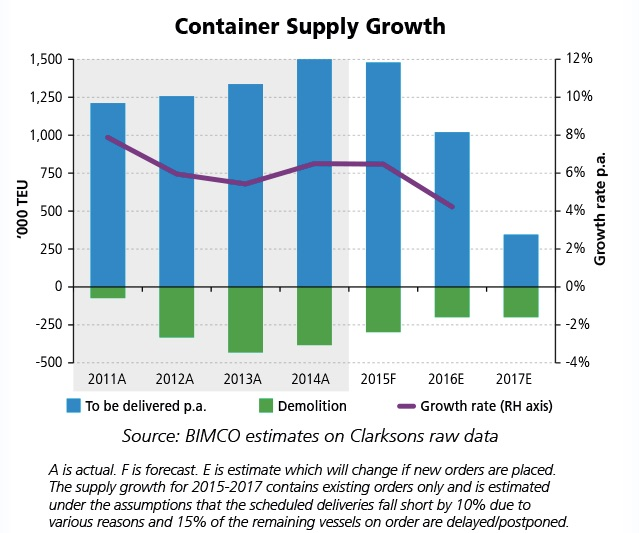 Container Supply Growth
1,500
1,250
1,000
750
500
250
0
-250
-500
'000 TEU
12%
10%
8%
6%
4%
2%
0%
-2%
-4%
Growth rate p.a.
2011A 2012A 2013A 2014A 2015F 2016E 2017E
To be delivered p.a. Demolition Growth rate (RH axis)
Source: BIMCO estimates on Clarksons raw data
A is actual. F is forecast. E is estimate which will change if new orders are placed.
The supply growth for 2015-2017 contains existing orders only and is estimated
under the assumptions that the scheduled deliveries fall short by 10% due to
various reasons and 15% of the remaining vessels on order are delayed/postponed.